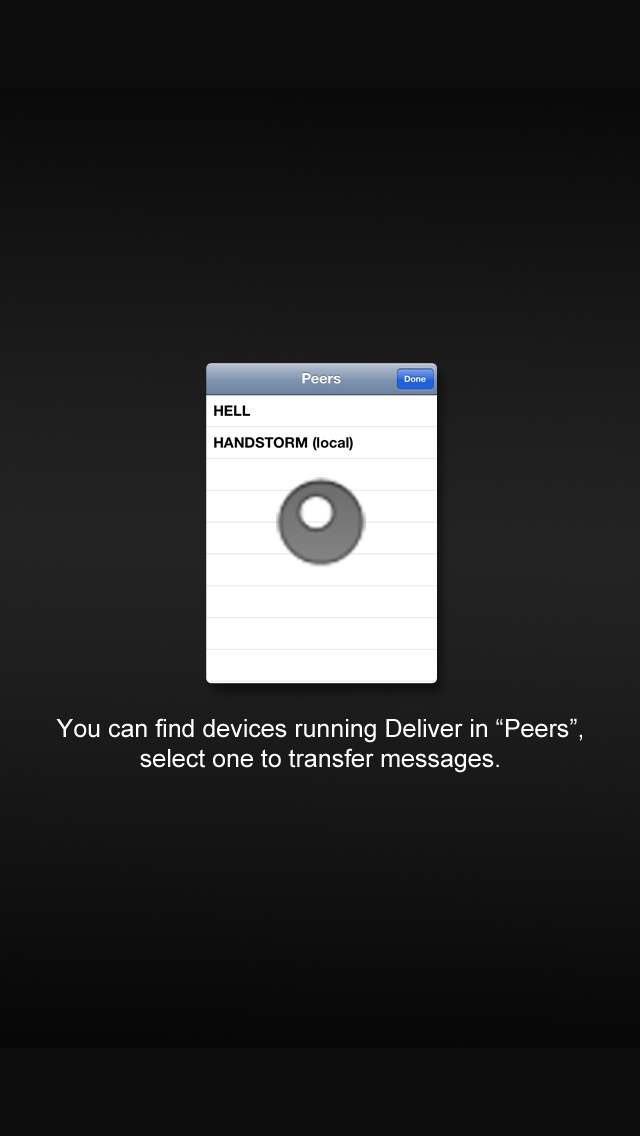 Peers
Done
HELL
HANDSTORM (local)
You can find devices running Deliver in “Peers”,
select one to transfer messages.